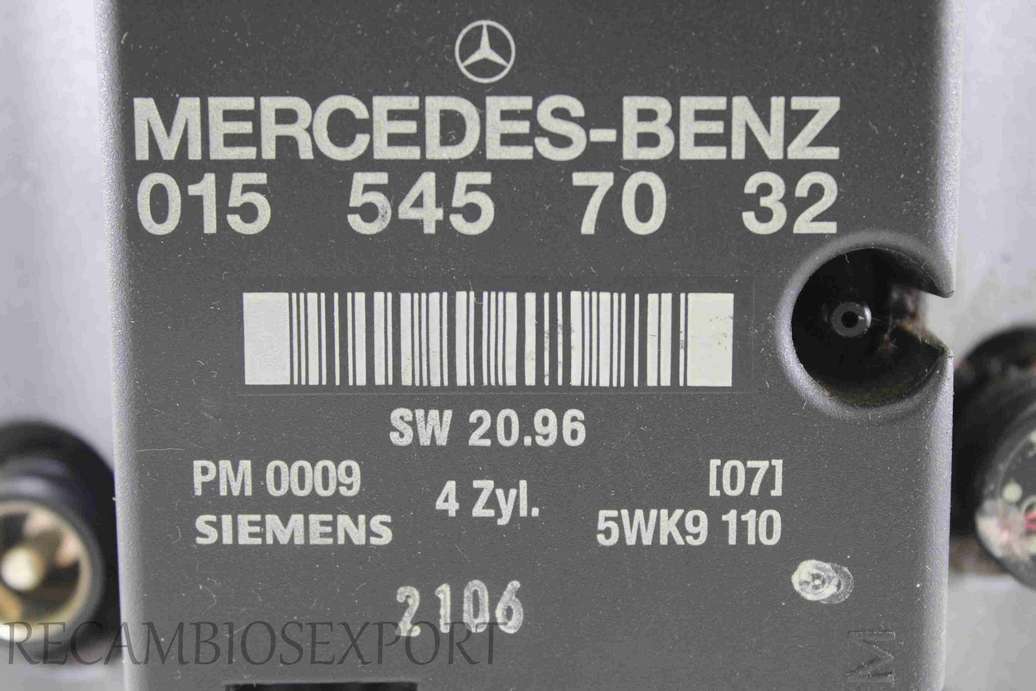 MERCEDES-BENZ
015 545 70 32
SW 20.96
PM 0009
4 Zyl.
[07]
SIEMENS
5WK9 110
2106
RECAMBIOSEXPORT
M